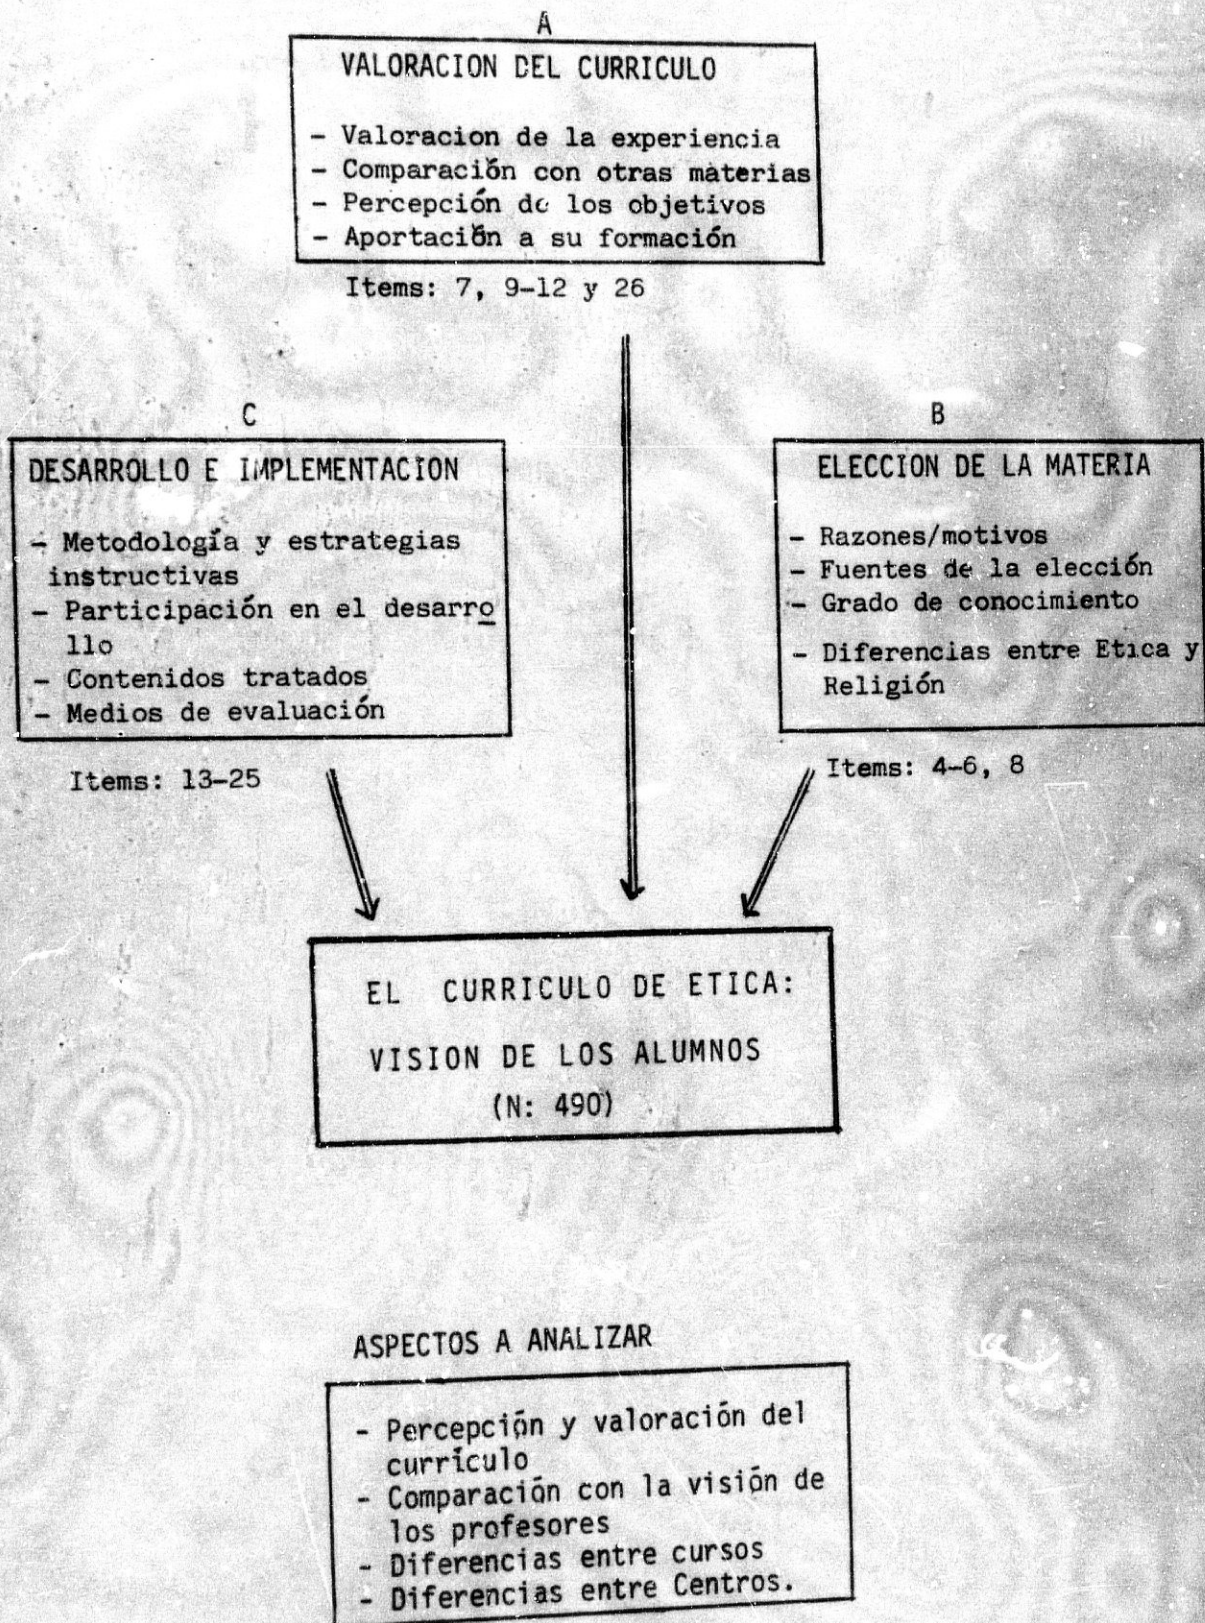 A
VALORACION DEL CURRICULO
- Valoracion de la experiencia
- Comparación con otras materias
- Percepción de los objetivos
- Aportación a su formación
Items: 7, 9-12 y 26
C
DESARROLLO E IMPLEMENTACION
- Metodología y estrategias
instructivas
- Participación en el desarro
llo
- Contenidos tratados
- Medios de evaluación
Items: 13-25
B
ELECCION DE LA MATERIA
- Razones/motivos
- Fuentes de la elección
- Grado de conocimiento
- Diferencias entre Etica y
Religión
Items: 4-6, 8
EL CURRICULO DE ETICA:
VISION DE LOS ALUMNOS
(N: 490)
ASPECTOS A ANALIZAR
- Percepción y valoración del
currículo
- Comparación con la visión de
los profesores
- Diferencias entre cursos
- Diferencias entre Centros.